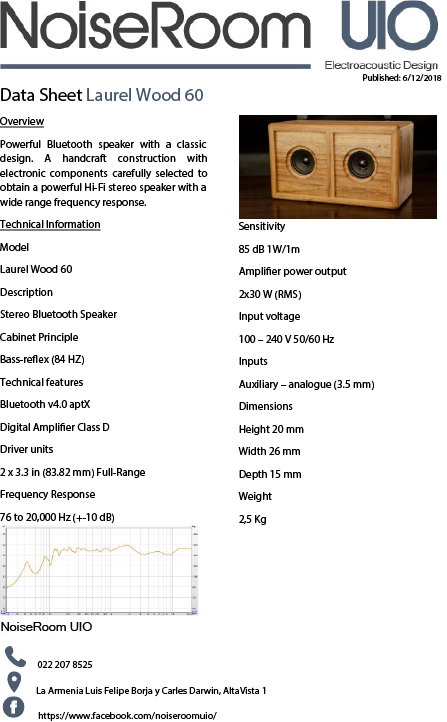 NoiseRoom UIO
Electroacoustic Design
Published: 6/12/2018
Data Sheet Laurel Wood 60
Overview
Powerful Bluetooth speaker with a classic
design. A handcraft construction with
electronic components carefully selected to
obtain a powerful Hi-Fi stereo speaker with a
wide range frequency response.
Technical Information
Model
Laurel Wood 60
Description
Stereo Bluetooth Speaker
Cabinet Principle
Bass-reflex (84 HZ)
Technical features
Bluetooth v4.0 aptX
Digital Amplifier Class D
Driver units
2 x 3.3 in (83.82 mm) Full-Range
Frequency Response
76 to 20,000 Hz (+-10 dB)
Sensitivity
85 dB 1W/1m
Amplifier power output
2x30 W (RMS)
Input voltage
100 – 240 V 50/60 Hz
Inputs
Auxiliary – analogue (3.5 mm)
Dimensions
Height 20 mm
Width 26 mm
Depth 15 mm
Weight
2,5 Kg
NoiseRoom UIO
022 207 8525
La Armenia Luis Felipe Borja y Carles Darwin, AltaVista 1
https://www.facebook.com/noiseroomuio/